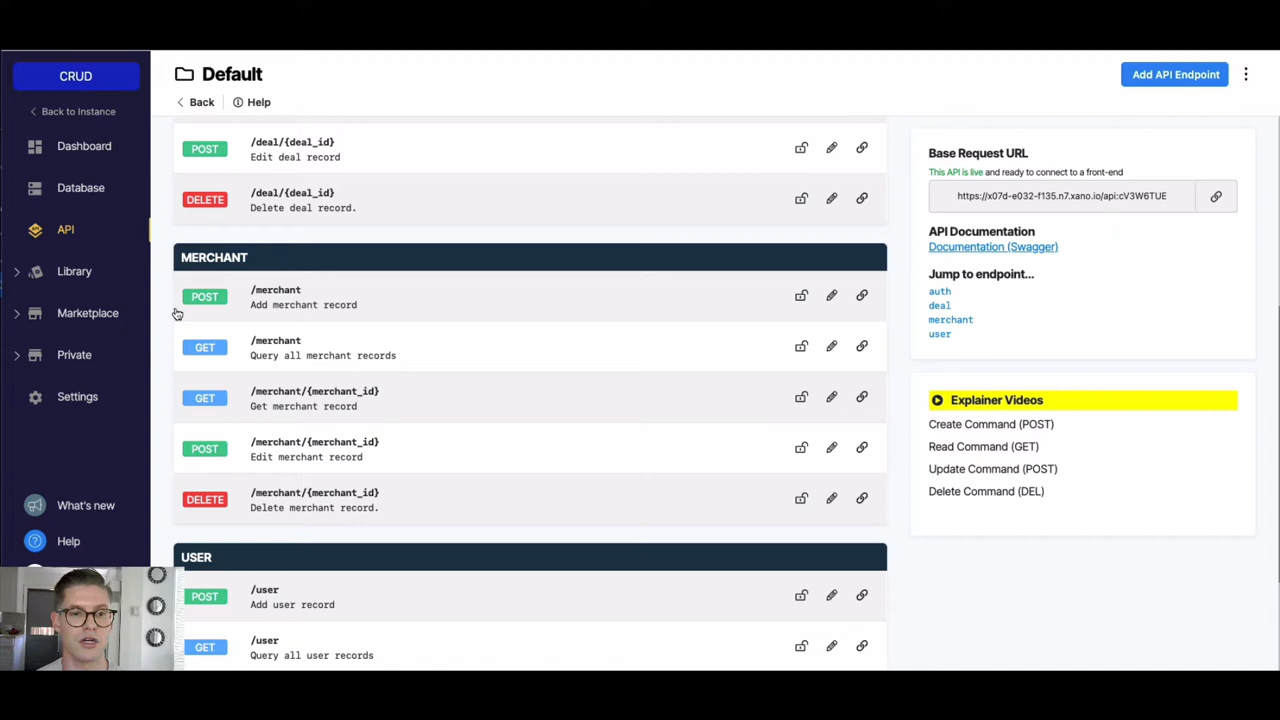 CRUD
Back to Instance
Dashboard
Database
API
Library
Marketplace
Private
Settings
What's new
Help
Default
Add API Endpoint
Back
Help
POST
/deal/{deal_id}
Edit deal record
DELETE
/deal/{deal_id}
Delete deal record.
MERCHANT
POST
/merchant
Add merchant record
GET
/merchant
Query all merchant records
GET
/merchant/{merchant_id}
Get merchant record
POST
/merchant/{merchant_id}
Edit merchant record
DELETE
/merchant/{merchant_id}
Delete merchant record.
USER
POST
/user
Add user record
GET
/user
Query all user records
Base Request URL
This API is live and ready to connect to a front-end
https://x07d-e032-f135.n7.xano.io/api:cV3W6TUE
API Documentation
Documentation (Swagger)
Jump to endpoint...
auth
deal
merchant
user
Explainer Videos
Create Command (POST)
Read Command (GET)
Update Command (POST)
Delete Command (DEL)